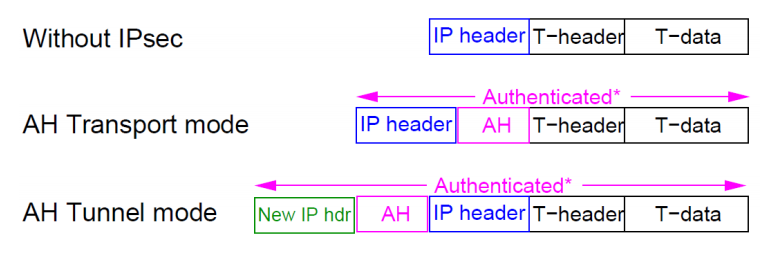 Without IPsec IP header T−header T−data
Authenticated*
AH Transport mode IP header AH T−header T−data
Authenticated*
AH Tunnel mode New IP hdr AH IP header T−header T−data